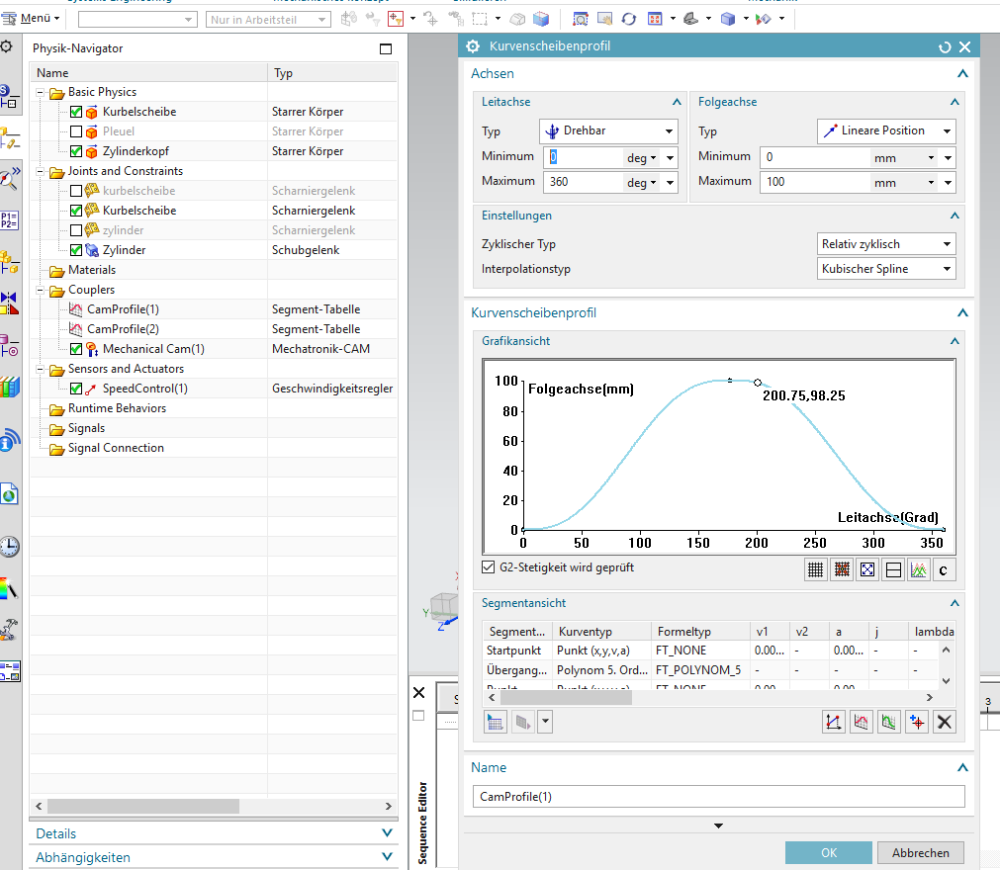 Menü
Nur in Arbeitsteil
Physik-Navigator
Name Typ
Basic Physics
Kurbelscheibe Starrer Körper
Pleuel Starrer Körper
Zylinderkopf Starrer Körper
Joints and Constraints
kurbelscheibe Scharniergelenk
Kurbelscheibe Scharniergelenk
zylinder Scharniergelenk
Zylinder Schubgelenk
Materials
Couplers
CamProfile(1) Segment-Tabelle
CamProfile(2) Segment-Tabelle
Mechanical Cam(1) Mechatronik-CAM
Sensors and Actuators
SpeedControl(1) Geschwindigkeitsregler
Runtime Behaviors
Signals
Signal Connection
Details
Abhängigkeiten
P1=
P2=
Sequence Editor
S
3
Kurvenscheibenprofil
Achsen
Leitachse
Typ Drehbar
Minimum 0 deg
Maximum 360 deg
Folgeachse
Typ Lineare Position
Minimum 0 mm
Maximum 100 mm
Einstellungen
Zyklischer Typ Relativ zyklisch
Interpolationstyp Kubischer Spline
Kurvenscheibenprofil
Grafikansicht
Folgeachse(mm)
200.75,98.25
100
80
60
40
20
0
Leitachse(Grad)
0 50 100 150 200 250 300 350
G2-Stetigkeit wird geprüft
C
Segmentansicht
Segment... Kurventyp Formeltyp v1 v2 a j lambda
Startpunkt Punkt (x,y,v,a) FT_NONE 0.00... - 0.00... - -
Übergang... Polynom 5. Ord... FT_POLYNOM_5 - - - - -
Punkt Punkt (x,y,v,a) FT_NONE 0.00 - 0.00 - -
Name
CamProfile(1)
OK
Abbrechen